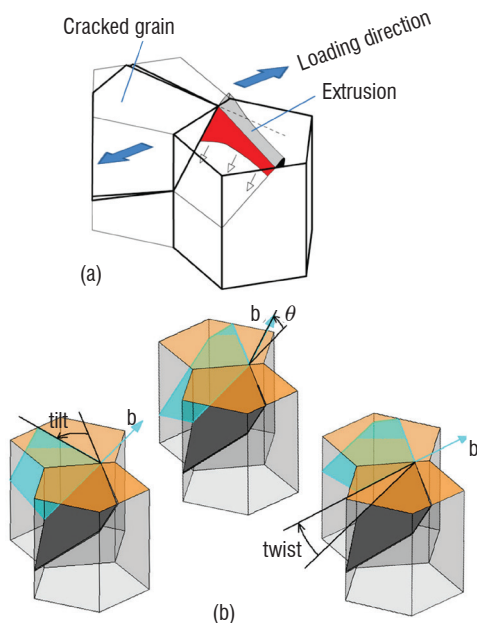 Cracked grain
Loading direction
Extrusion
(a)
b
θ
tilt
b
b
twist
(b)